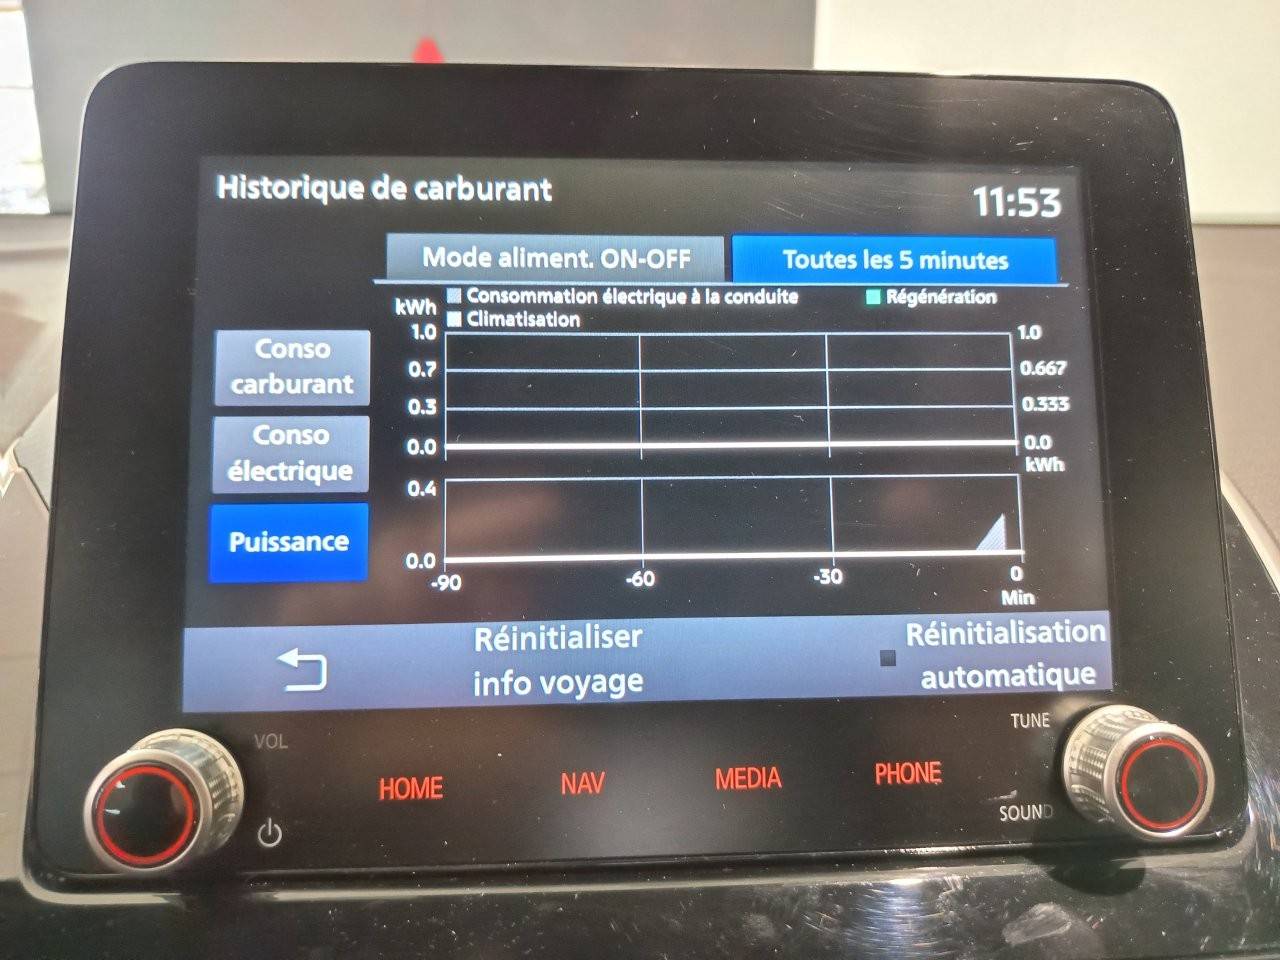 Historique de carburant
11:53
Mode aliment. ON-OFF
Toutes les 5 minutes
kWh
Consommation électrique à la conduite
Régénération
Climatisation
1.0
1.0
0.7
0.667
0.3
0.333
0.0
0.0
kWh
0.4
0.0
-90
-60
-30
0
Min
Conso
carburant
Conso
électrique
Puissance
Réinitialiser
info voyage
Réinitialisation
automatique
VOL
TUNE
HOME
NAV
MEDIA
PHONE
SOUND